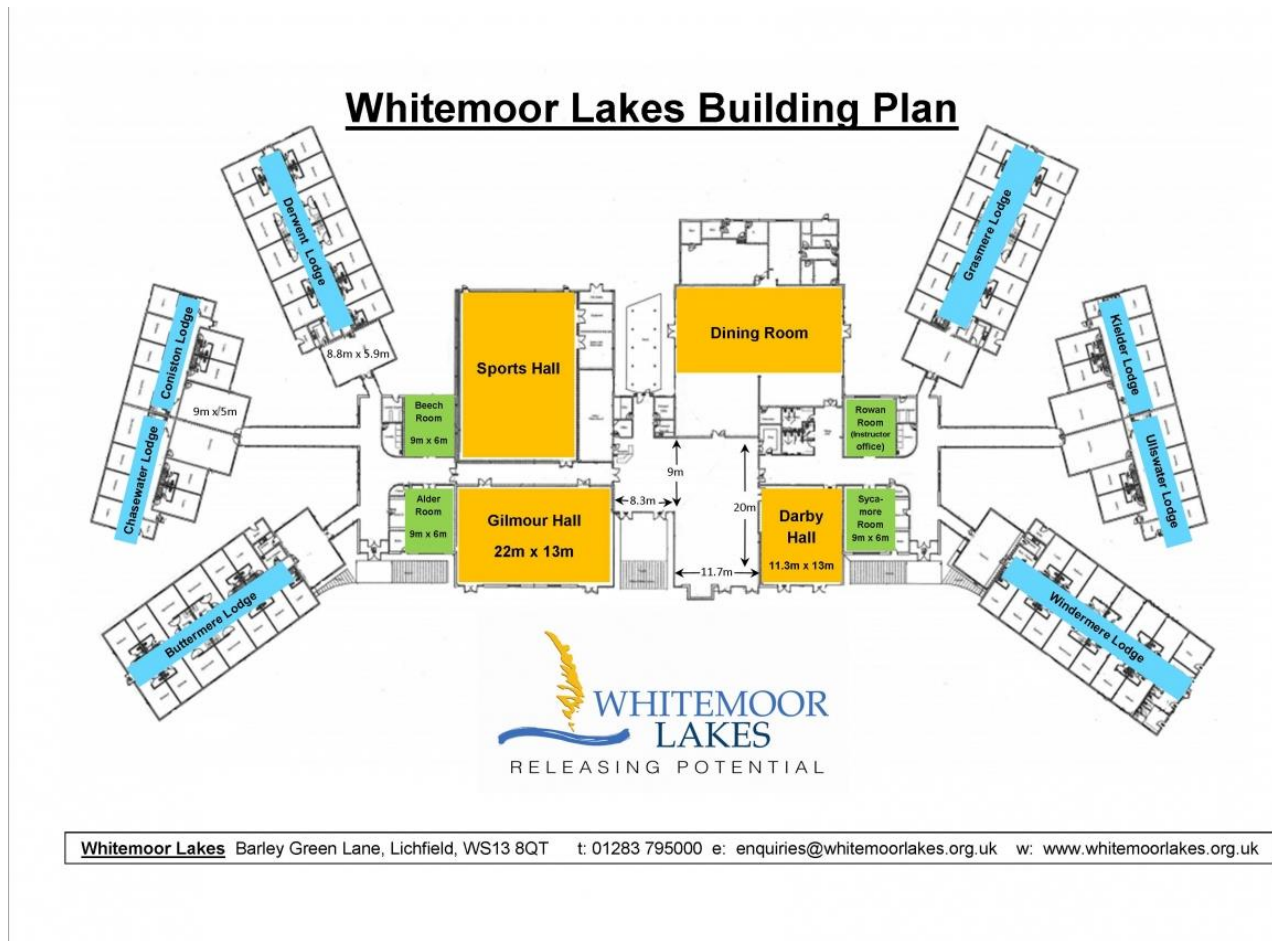 Whitemoor Lakes Building Plan
Derwent Lodge
Grasmere Lodge
Coniston Lodge
Kielder Lodge
8.8m x 5.9m
Sports Hall
Dining Room
9m x 5m
Beech
Room
9m x 6m
Rowan
Room
(Instructor
office)
Chasewater Lodge
Ullswater Lodge
9m
8.3m
20m
11.7m
Alder
Room
9m x 6m
Gilmour Hall
22m x 13m
Darby
Hall
11.3m x 13m
Syca-
more
Room
9m x 6m
Buttermere Lodge
Windermere Lodge
WHITEMOOR
LAKES
RELEASING POTENTIAL
Whitemoor Lakes Barley Green Lane, Lichfield, WS13 8QT t: 01283 795000 e: enquiries@whitemoorlakes.org.uk w: www.whitemoorlakes.org.uk